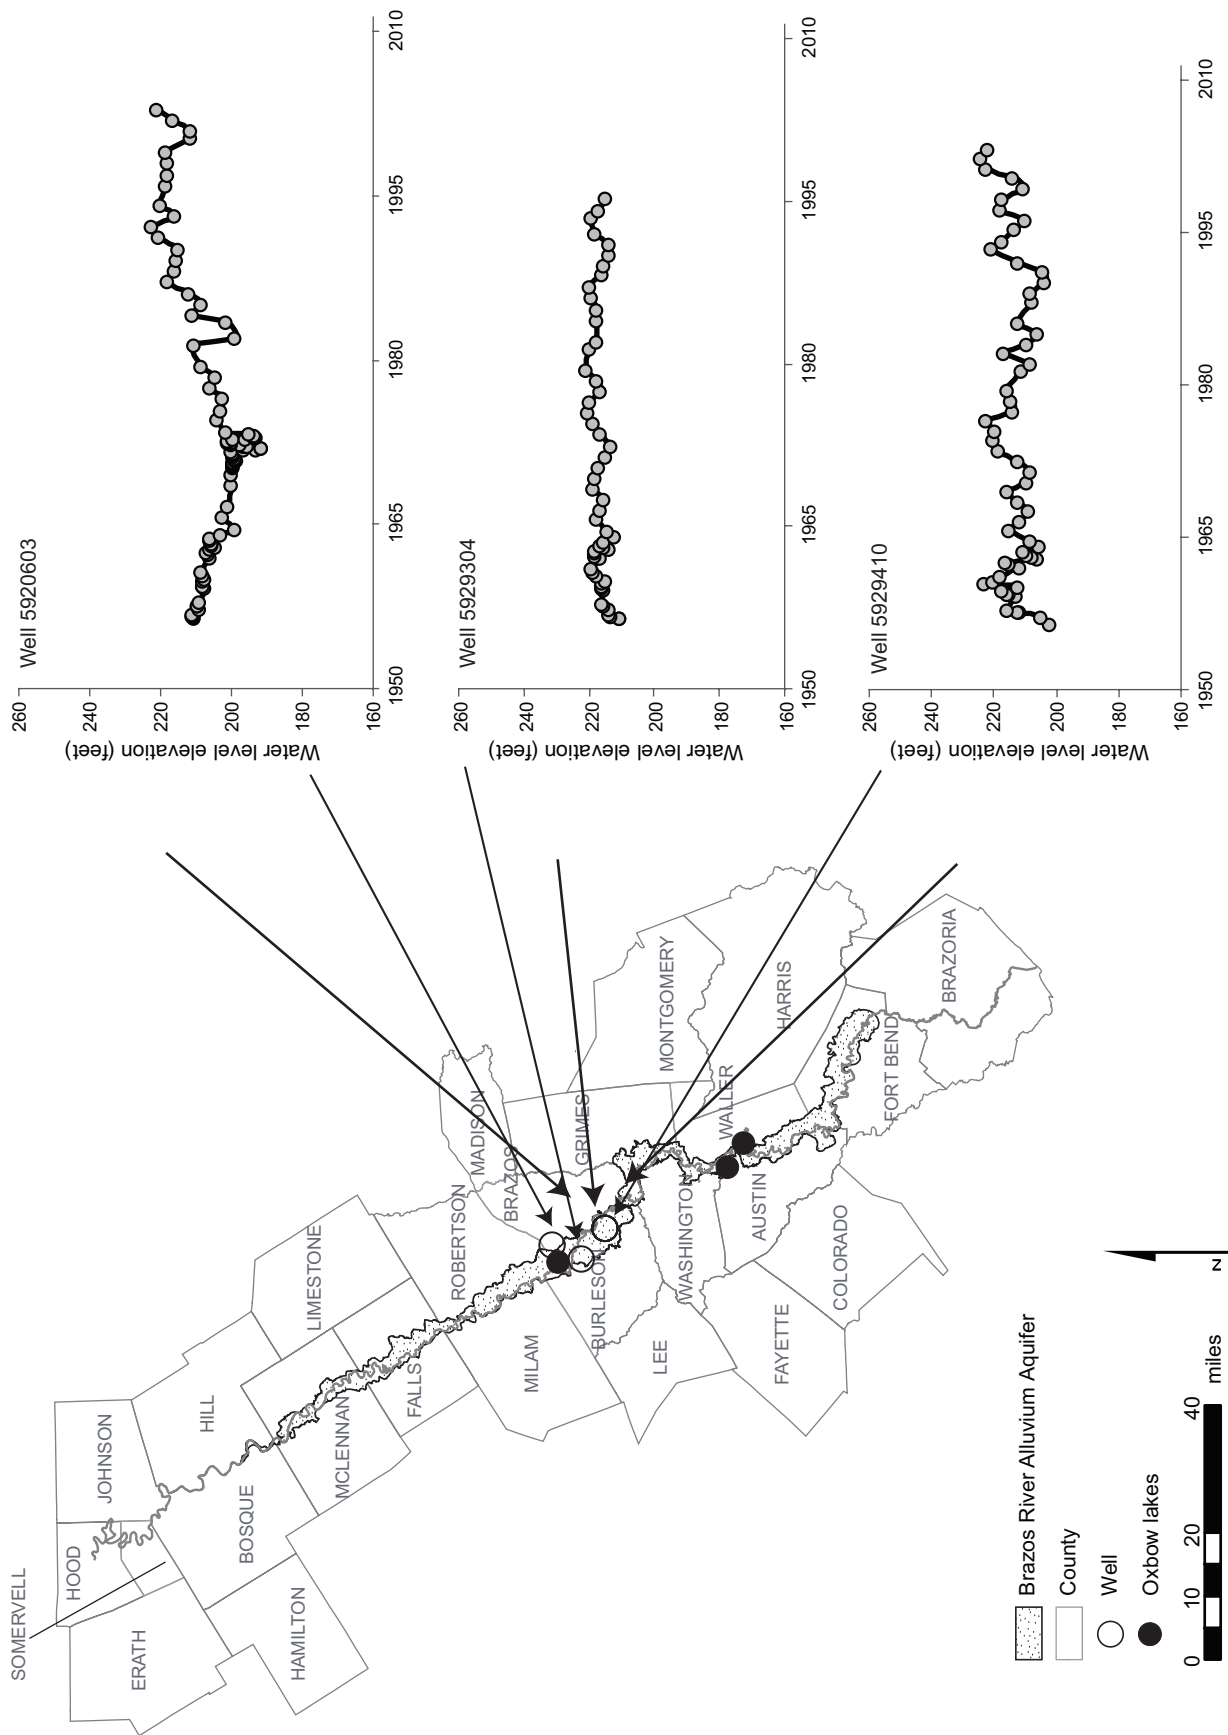 SOMERVELL
HOOD
JOHNSON
ERATH
HILL
BOSQUE
HAMILTON
LIMESTONE
MCLENNAN
FALLS
ROBERTSON
MADISON
MILAM
BRAZOS
BURLESON
GRIMES
LEE
WASHINGTON
MONTGOMERY
WALLER
AUSTIN
FAYETTE
HARRIS
COLORADO
FORT BEND
BRAZORIA
Well 5920603
Water level elevation (feet)
260
240
220
200
180
160
1950
1965
1980
1995
2010
Well 5929304
Water level elevation (feet)
260
240
220
200
180
160
1950
1965
1980
1995
2010
Well 5929410
Water level elevation (feet)
260
240
220
200
180
160
1950
1965
1980
1995
2010
Brazos River Alluvium Aquifer
County
Well
Oxbow lakes
0 10 20 40
miles
N